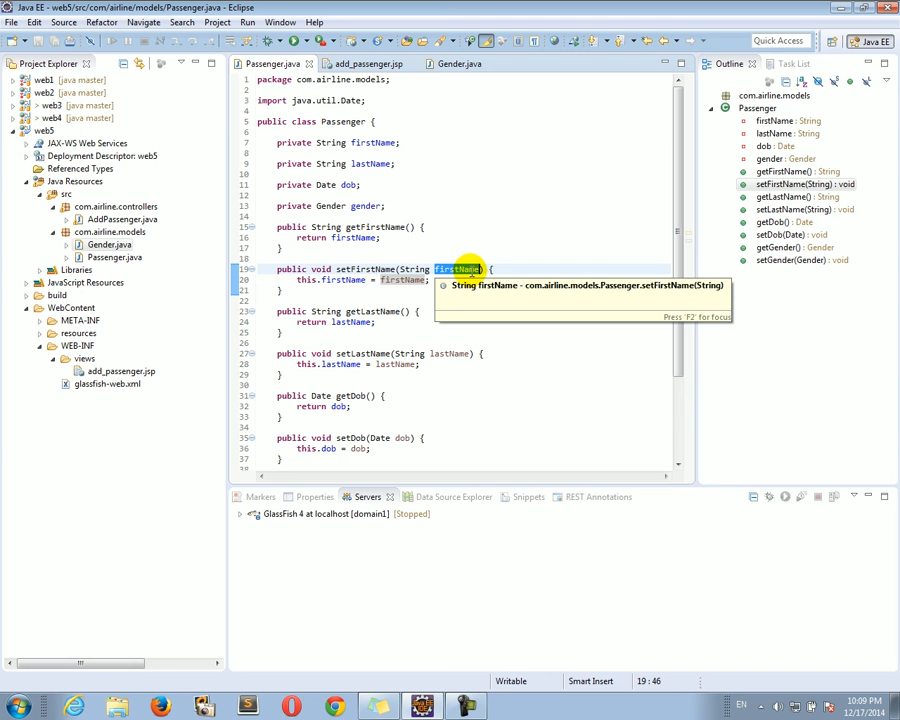 Java EE - web5/src/com/airline/models/Passenger.java - Eclipse
File Edit Source Refactor Navigate Search Project Run Window Help
Quick Access
Java EE
Project Explorer
web1 (java master)
web2 (java master)
> web3 (java master)
> web4 (java master)
web5
JAX-WS Web Services
Deployment Descriptor: web5
Referenced Types
Java Resources
src
com.airline.controllers
AddPassenger.java
com.airline.models
Gender.java
Passenger.java
Libraries
JavaScript Resources
build
WebContent
META-INF
resources
WEB-INF
views
add_passenger.jsp
glassfish-web.xml
Passenger.java add_passenger.jsp Gender.java
1 package com.airline.models;
2
3 import java.util.Date;
4
5 public class Passenger {
6
7 private String firstName;
8
9 private String lastName;
10
11 private Date dob;
12
13 private Gender gender;
14
15 public String getFirstName() {
16 return firstName;
17 }
18
19 public void setFirstName(String firstName) {
20 this.firstName = firstName;
21 }
22
23 public String getLastName() {
24 return lastName;
25 }
26
27 public void setLastName(String lastName) {
28 this.lastName = lastName;
29 }
30
31 public Date getDob() {
32 return dob;
33 }
34
35 public void setDob(Date dob) {
36 this.dob = dob;
37 }
38
String firstName - com.airline.models.Passenger.setFirstName(String)
Press 'F2' for focus
Outline Task List
com.airline.models
Passenger
firstName : String
lastName : String
dob : Date
gender : Gender
getFirstName() : String
setFirstName(String) : void
getLastName() : String
setLastName(String) : void
getDob() : Date
setDob(Date) : void
getGender() : Gender
setGender(Gender) : void
Markers Properties Servers Data Source Explorer Snippets REST Annotations
GlassFish 4 at localhost [domain1] [Stopped]
Writable Smart Insert 19 : 46
EN
10:09 PM
12/17/2014